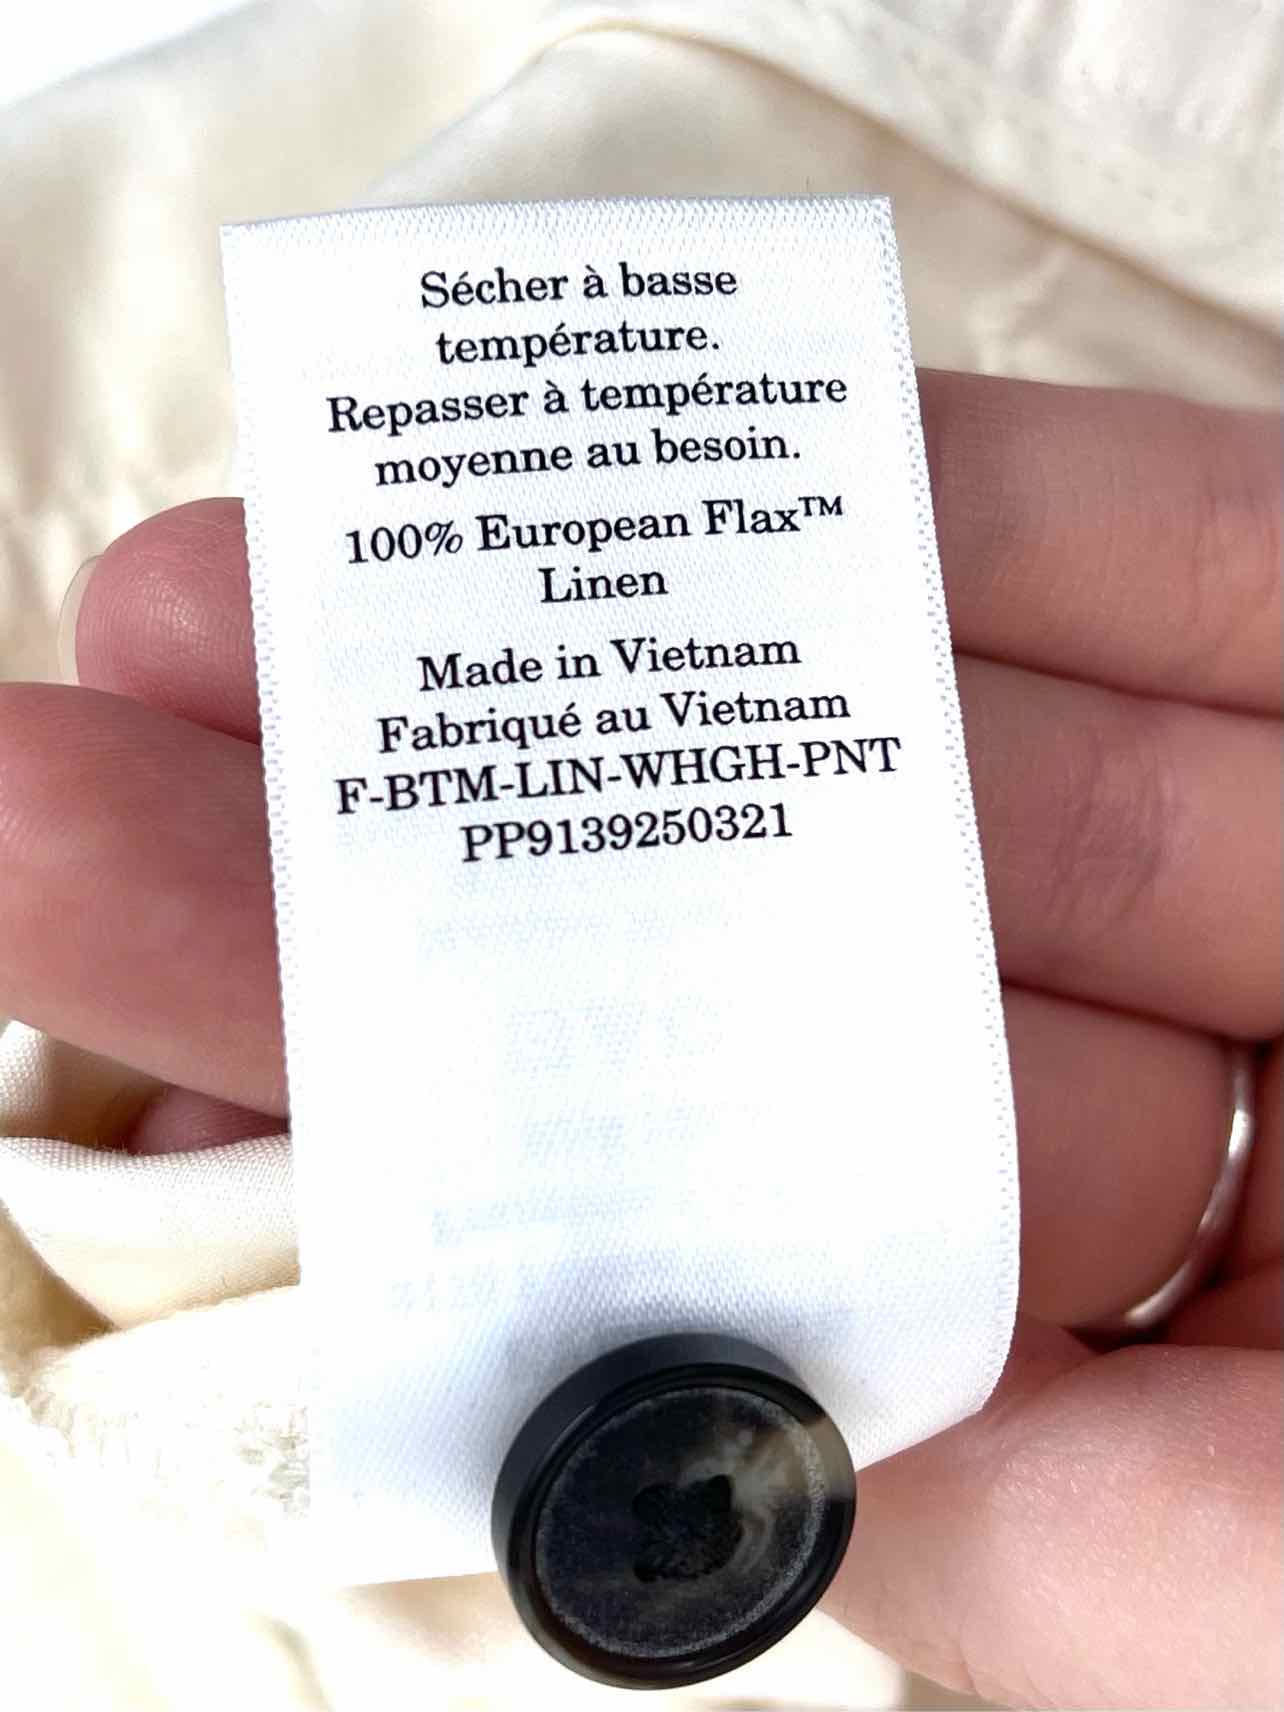 Sécher à basse
température.
Repasser à température
moyenne au besoin.
100% European Flax™
Linen
Made in Vietnam
Fabriqué au Vietnam
F-BTM-LIN-WHGH-PNT
PP9139250321